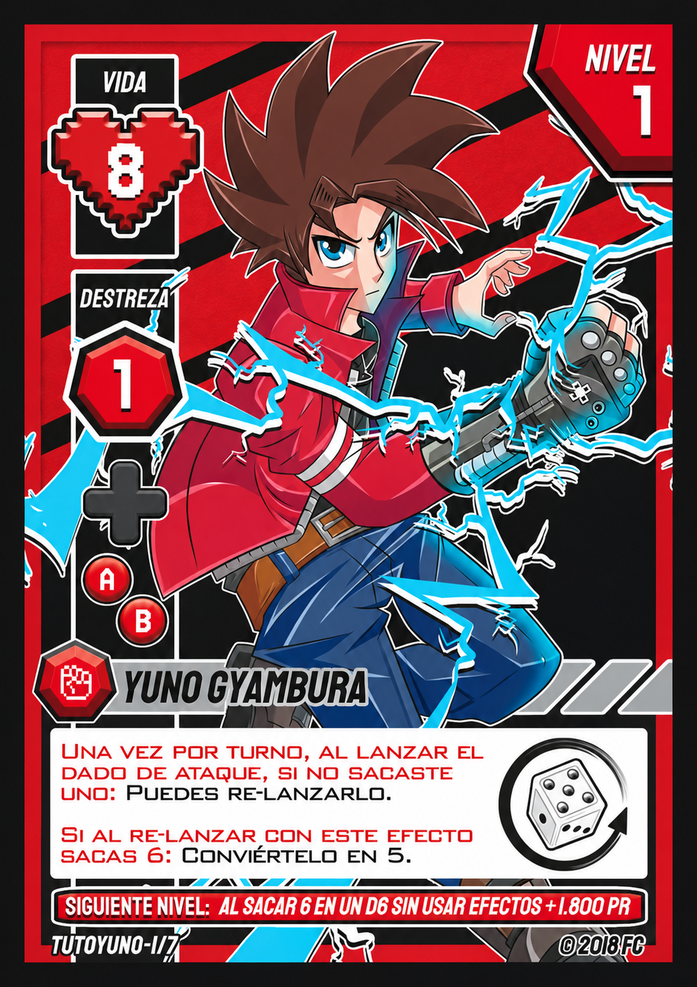 VIDA
8
NIVEL
1
DESTREZA
1
A
B
YUNO GYAMBURA
UNA VEZ POR TURNO, AL LANZAR EL
DADO DE ATAQUE, SI NO SACASTE
UNO: PUEDES RE-LANZARLO.
SI AL RE-LANZAR CON ESTE EFECTO
SACAS 6: CONVIÉRTELO EN 5.
SIGUIENTE NIVEL: AL SACAR 6 EN UN D6 SIN USAR EFECTOS + 1.800 PR
TUTOYUNO-1/7
© 2018 FC